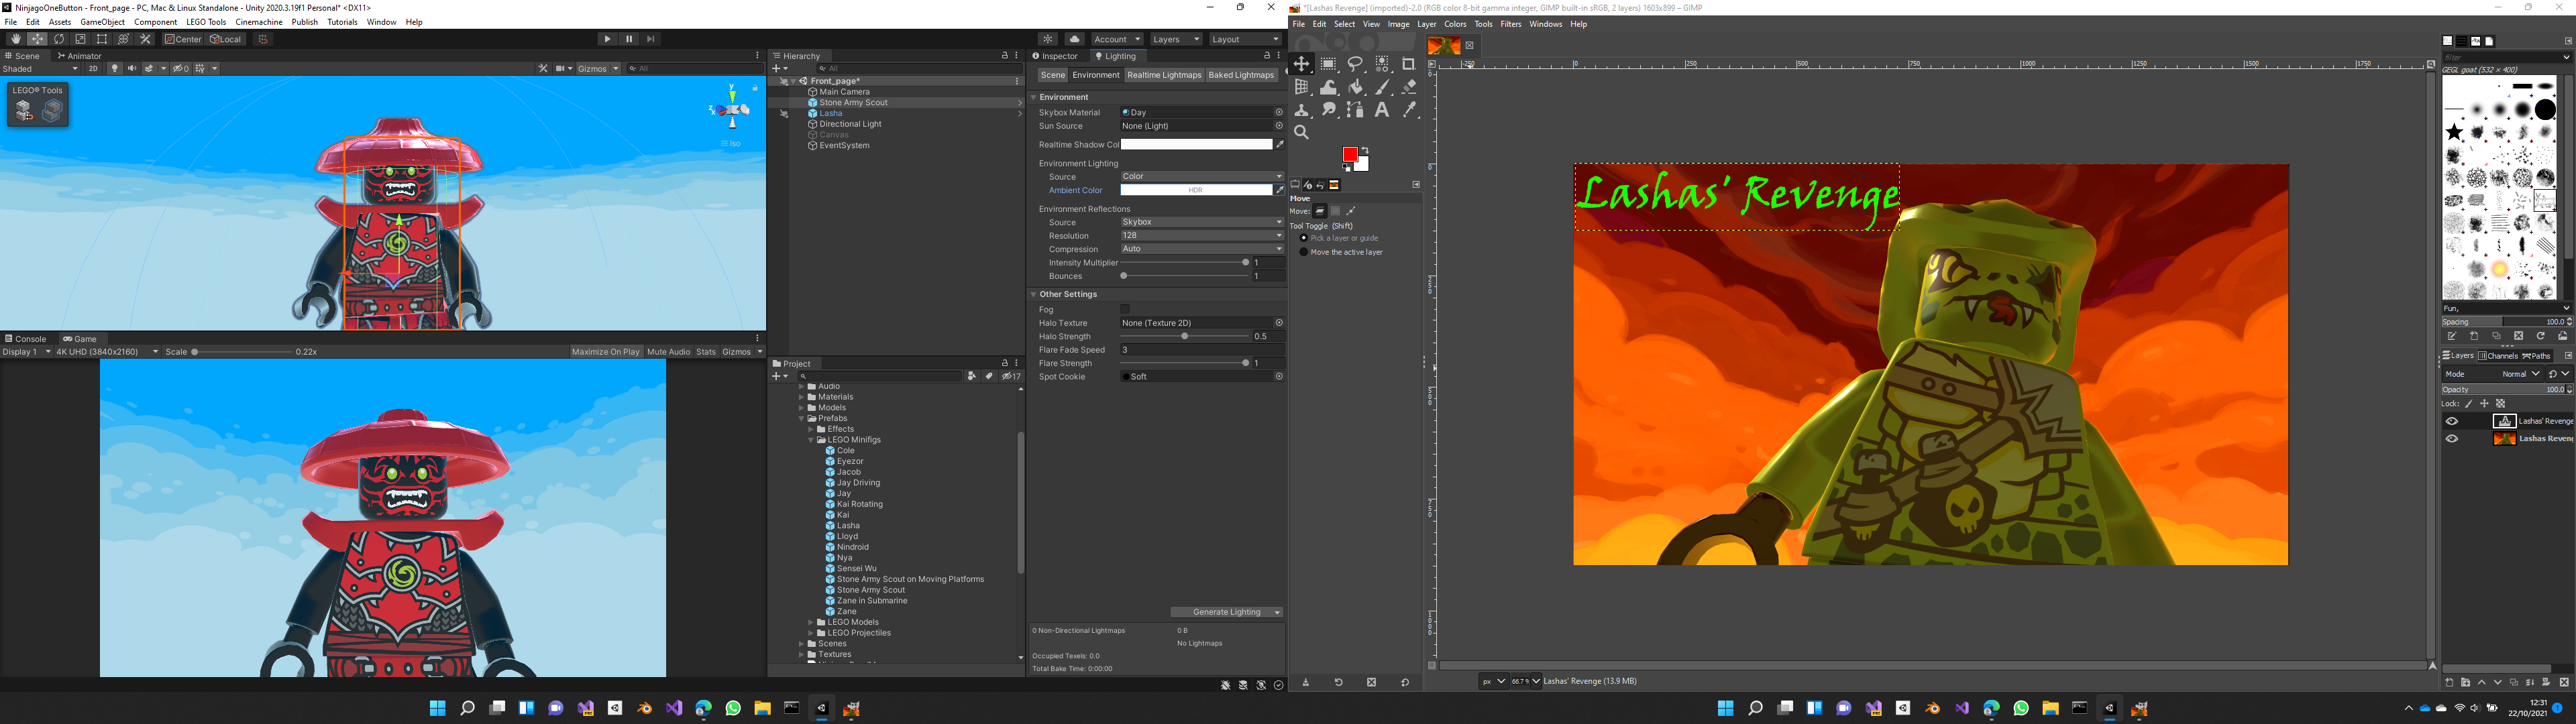 NinjagoOneButton - Front_page - PC, Mac & Linux Standalone - Unity 2020.3.19f1 Personal* <DX11>
File Edit Assets GameObject Component LEGO Tools Cinemachine Publish Tutorials Window Help
Center Local
Account Layers Layout
Scene Animator
Shaded 2D 0 Gizmos All
LEGO® Tools
y
z
Iso
Console Game
Display 1 4K UHD (3840x2160) Scale 0.22x Maximize On Play Mute Audio Stats Gizmos
Hierarchy
All
Front_page*
Main Camera
Stone Army Scout
Lasha
Directional Light
Canvas
EventSystem
Project
17
Audio
Materials
Models
Prefabs
Effects
LEGO Minifigs
Cole
Eyezor
Jacob
Jay Driving
Jay
Kai Rotating
Kai
Lasha
Lloyd
Nindroid
Nya
Sensei Wu
Stone Army Scout on Moving Platforms
Stone Army Scout
Zane in Submarine
Zane
LEGO Models
LEGO Projectiles
Scenes
Textures
Inspector Lighting
Scene Environment Realtime Lightmaps Baked Lightmaps
Environment
Skybox Material Day
Sun Source None (Light)
Realtime Shadow Col
Environment Lighting
Source Color
Ambient Color HDR
Environment Reflections
Source Skybox
Resolution 128
Compression Auto
Intensity Multiplier 1
Bounces 1
Other Settings
Fog
Halo Texture None (Texture 2D)
Halo Strength 0.5
Flare Fade Speed 3
Flare Strength 1
Spot Cookie Soft
Generate Lighting
0 Non-Directional Lightmaps 0 B
No Lightmaps
Occupied Texels: 0.0
Total Bake Time: 0:00:00
*[Lashas Revenge] (imported)-2.0 (RGB color 8-bit gamma integer, GIMP built-in sRGB, 2 layers) 1603x899 – GIMP
File Edit Select View Image Layer Colors Tools Filters Windows Help
Move
Move:
Tool Toggle (Shift)
Pick a layer or guide
Move the active layer
0 250 500 750 1000 1250 1500 1750
Lashas' Revenge
px 66.7 % Lashas' Revenge (13.9 MB)
filter
GEGL goat (532 × 400)
Fun,
Spacing 100.0
Layers Channels Paths
Mode Normal
Opacity 100.0
Lock:
Lashas' Revenge
Lashas Reveng
12:31
22/10/2021